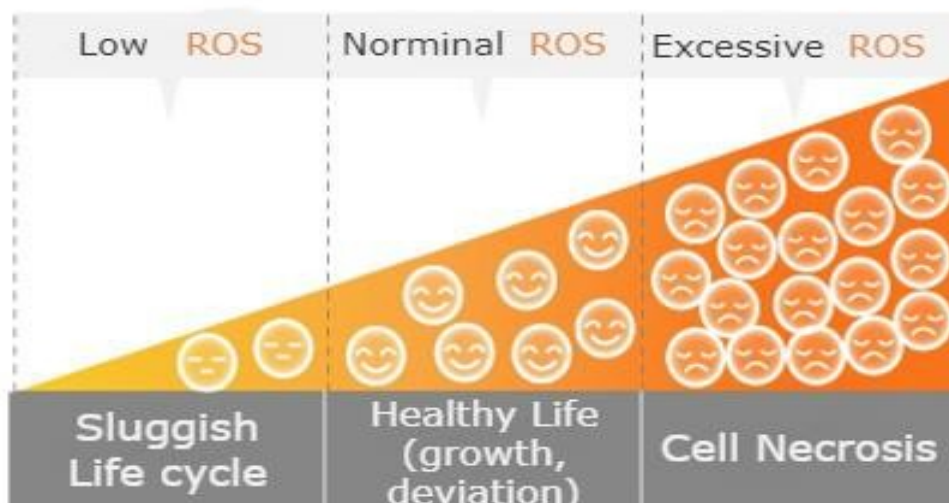 Low ROS
Norminal ROS
Excessive ROS
Sluggish
Life cycle
Healthy Life
(growth,
deviation)
Cell Necrosis